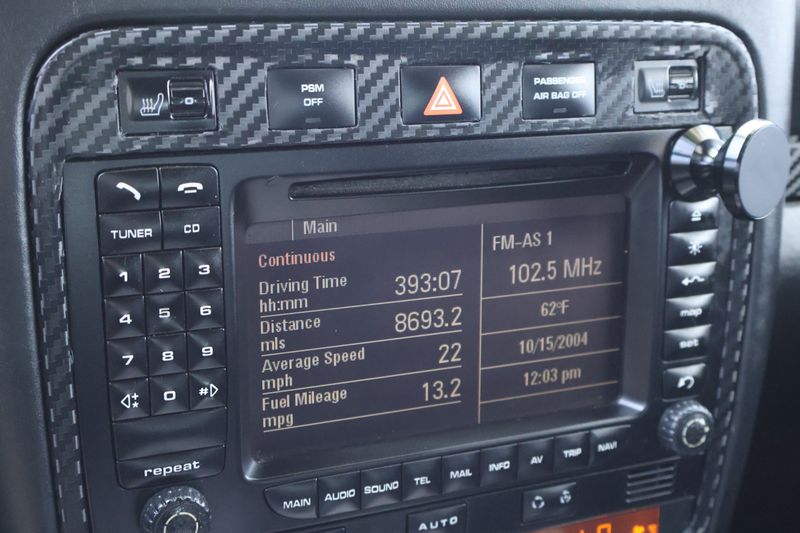 PSM
OFF
PASSENGER
AIR BAG OFF
TUNER CD
1 2 3
4 5 6
7 8 9
* 0 #
repeat
Main
Continuous
Driving Time
hh:mm
393:07
Distance
mls
8693.2
Average Speed
mph
22
Fuel Mileage
mpg
13.2
FM-AS 1
102.5 MHz
62°F
10/15/2004
12:03 pm
map
set
MAIN AUDIO SOUND TEL MAIL INFO AV TRIP NAVI
AUTO